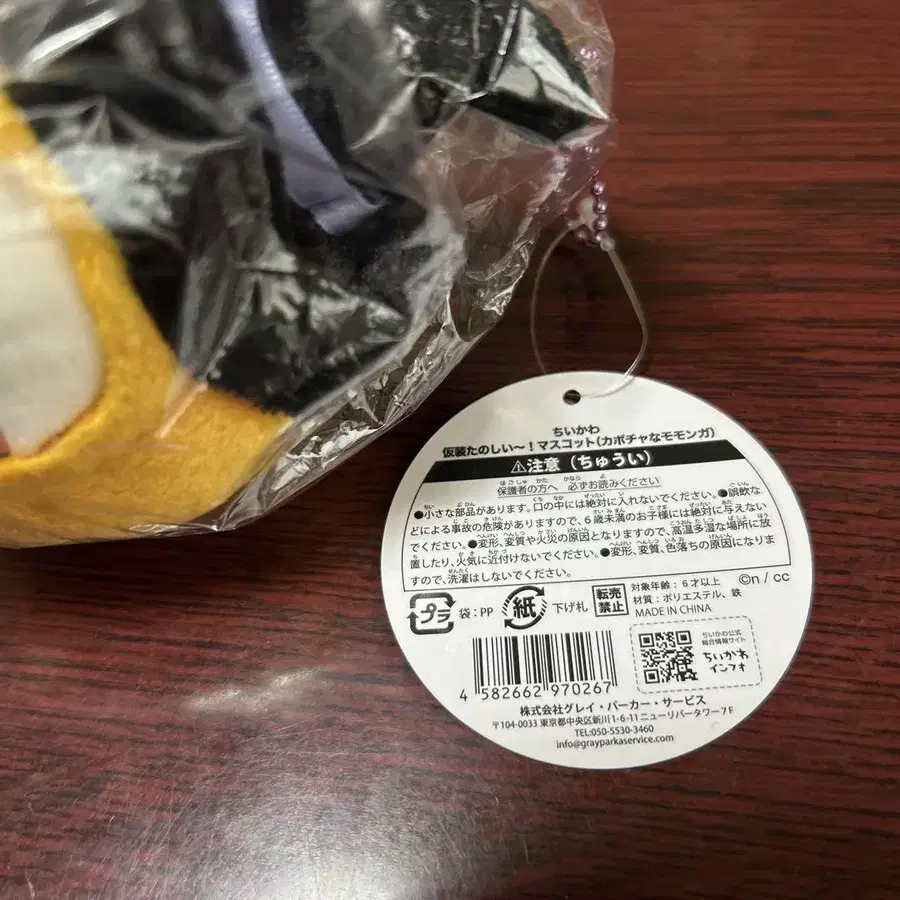 ちいかわ
仮装たのしい～！マスコット(カボチャなモモンガ)
⚠注意（ちゅうい）
保護者の方へ 必ずお読みください
●小さな部品があります。口の中には絶対に入れないでください。●誤飲な
どによる事故の危険がありますので、6歳未満のお子様には絶対に与えない
でください。●変形、変質や火災の原因となりますので、高温多湿な場所に放
置したり、火気に近付けないでください。●変形、変質、色落ちの原因になりま
すので、洗濯はしないでください。
プラ 袋：PP 紙 下げ札 転売禁止
対象年齢：6才以上 ©n / cc
材質：ポリエステル、鉄
MADE IN CHINA
4 582662 970267
ちいかわ公式
総合情報サイト
ちいかわ
インフォ
株式会社グレイ・パーカー・サービス
〒104-0033 東京都中央区新川1-6-11 ニューリバータワー7F
TEL:050-5530-3460
info@grayparkaservice.com